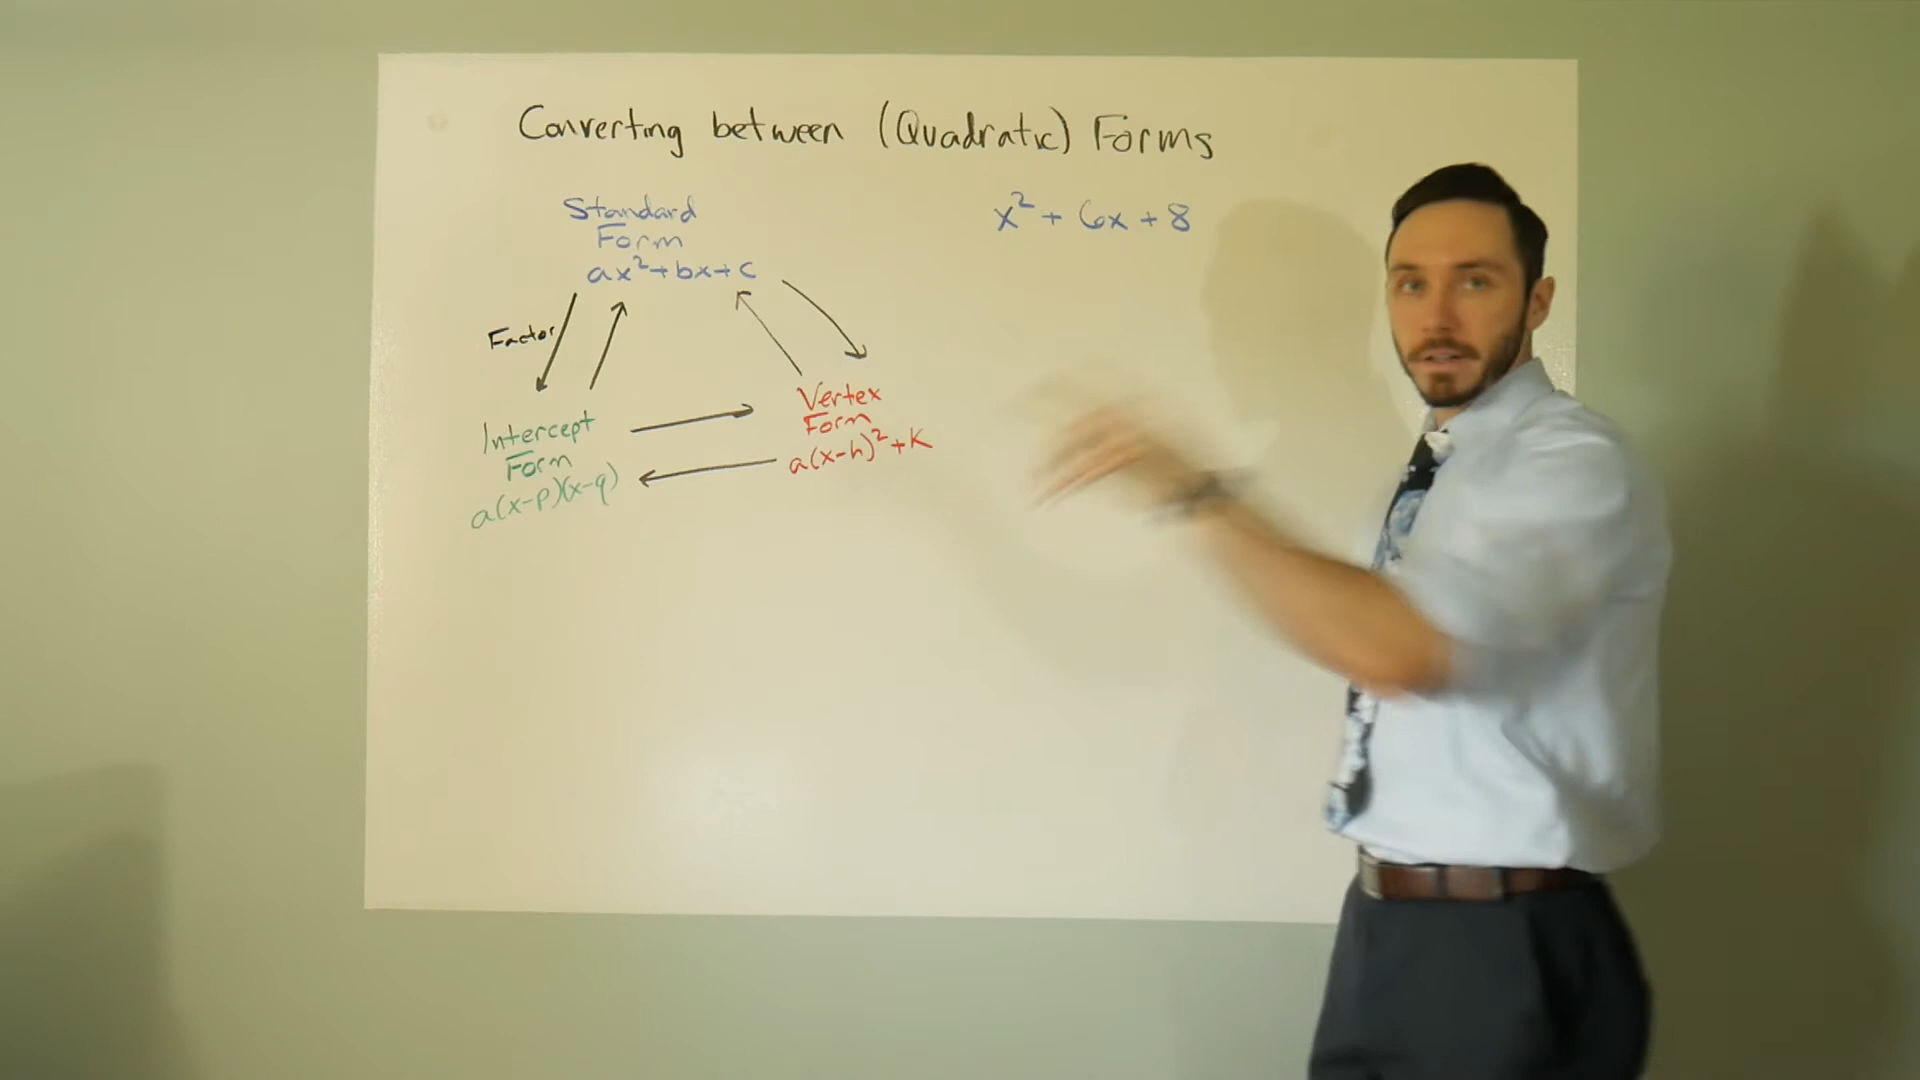 Converting between (Quadratic) Forms
Standard
Form
ax²+bx+c
x² + 6x + 8
Factor
Intercept
Form
a(x-p)(x-q)
Vertex
Form
a(x-h)²+K